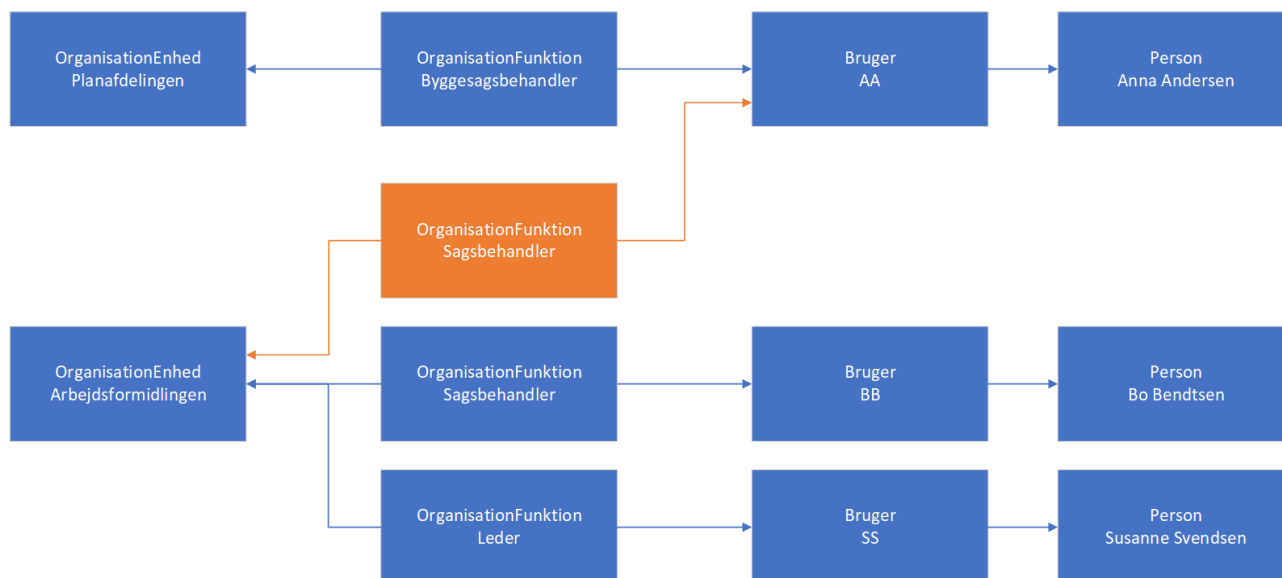 OrganisationEnhed
Planafdelingen
OrganisationFunktion
Byggesagsbehandler
Bruger
AA
Person
Anna Andersen
OrganisationFunktion
Sagsbehandler
OrganisationEnhed
Arbejdsformidlingen
OrganisationFunktion
Sagsbehandler
Bruger
BB
Person
Bo Bendtsen
OrganisationFunktion
Leder
Bruger
SS
Person
Susanne Svendsen